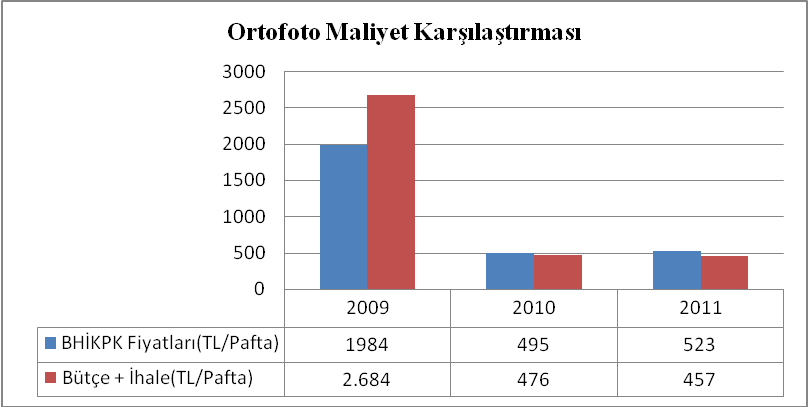 Ortofoto Maliyet Karşılaştırması
3000
2500
2000
1500
1000
500
0
2009 2010 2011
BHİKPK Fiyatları(TL/Pafta) 1984 495 523
Bütçe + İhale(TL/Pafta) 2.684 476 457